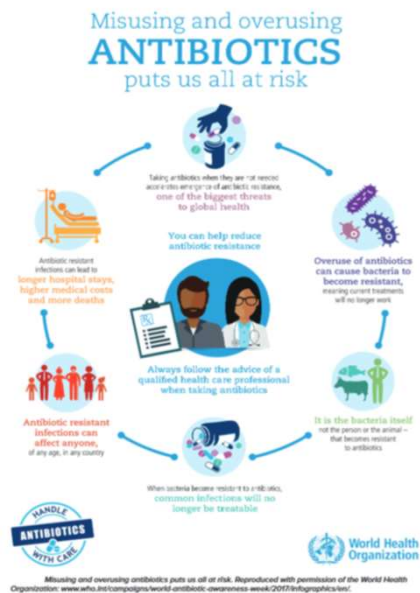 Misusing and overusing
ANTIBIOTICS
puts us all at risk
Taking antibiotics when they are not needed
accelerates emergence of antibiotic resistance,
one of the biggest threats
to global health
You can help reduce
antibiotic resistance
Antibiotic resistant
infections can lead to
longer hospital stays,
higher medical costs
and more deaths
Overuse of antibiotics
can cause bacteria to
become resistant,
meaning current treatments
will no longer work
Always follow the advice of a
qualified health care professional
when taking antibiotics
Antibiotic resistant
infections can
affect anyone,
of any age, in any country
It is the bacteria itself
not the person or the animal –
that becomes resistant
to antibiotics
When bacteria become resistant to antibiotics,
common infections will no
longer be treatable
HANDLE
ANTIBIOTICS
WITH CARE
World Health
Organization
Misusing and overusing antibiotics puts us all at risk. Reproduced with permission of the World Health
Organization: www.who.int/campaigns/world-antibiotic-awareness-week/2017/infographics/en/.